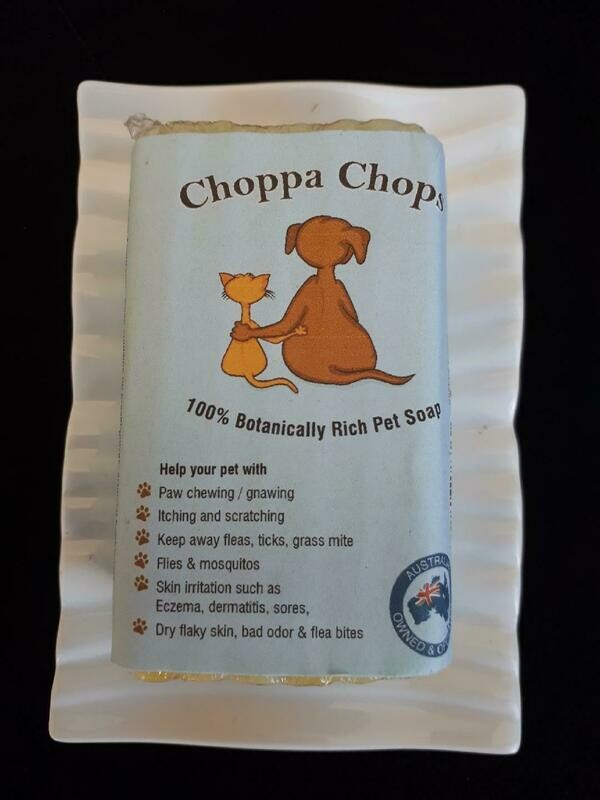 Choppa Chops
100% Botanically Rich Pet Soap
Help your pet with
Paw chewing / gnawing
Itching and scratching
Keep away fleas, ticks, grass mite
Flies & mosquitos
Skin irritation such as
Eczema, dermatitis, sores,
Dry flaky skin, bad odor & flea bites
OWNED &